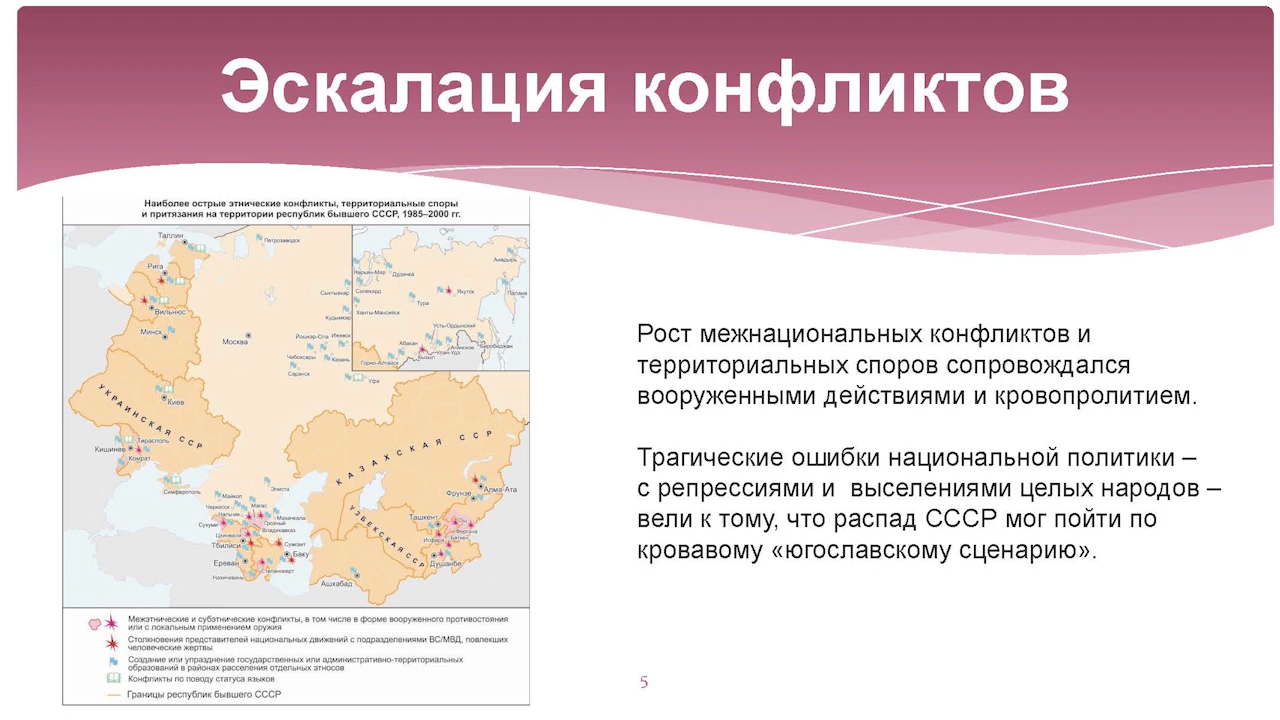 Эскалация конфликтов
Наиболее острые этнические конфликты, территориальные споры
и притязания на территории республик бывшего СССР, 1985–2000 гг.
Таллин
Петрозаводск
Рига
Вильнюс
Минск
Москва
Сыктывкар
Кудымкар
Йошкар-Ола
Ижевск
Чебоксары
Казань
Саранск
Уфа
Нарьян-Мар
Дудинка
Анадырь
Салехард
Тура
Якутск
Палана
Ханты-Мансийск
Усть-Ордынский
Абакан
Агинское
Биробиджан
Улан-Удэ
Кызыл
Горно-Алтайск
УКРАИНСКАЯ ССР
Киев
Тирасполь
Кишинев
Комрат
Симферополь
КАЗАХСКАЯ ССР
УЗБЕКСКАЯ ССР
Элиста
Майкоп
Черкесск
Нальчик
Магас
Махачкала
Грозный
Владикавказ
Сухуми
Цхинвали
Тбилиси
Сумгаит
Баку
Ереван
Степанакерт
Нахичевань
Ашхабад
Фрунзе
Алма-Ата
Ташкент
Фергана
Исфара
Баткен
Душанбе
Межэтнические и субэтнические конфликты, в том числе в форме вооруженного противостояния
или с локальным применением оружия
Столкновения представителей национальных движений с подразделениями ВС/МВД, повлекших
человеческие жертвы
Создание или упразднение государственных или административно-территориальных
образований в районах расселения отдельных этносов
Конфликты по поводу статуса языков
Границы республик бывшего СССР
Рост межнациональных конфликтов и
территориальных споров сопровождался
вооруженными действиями и кровопролитием.
Трагические ошибки национальной политики –
с репрессиями и выселениями целых народов –
вели к тому, что распад СССР мог пойти по
кровавому «югославскому сценарию».
5